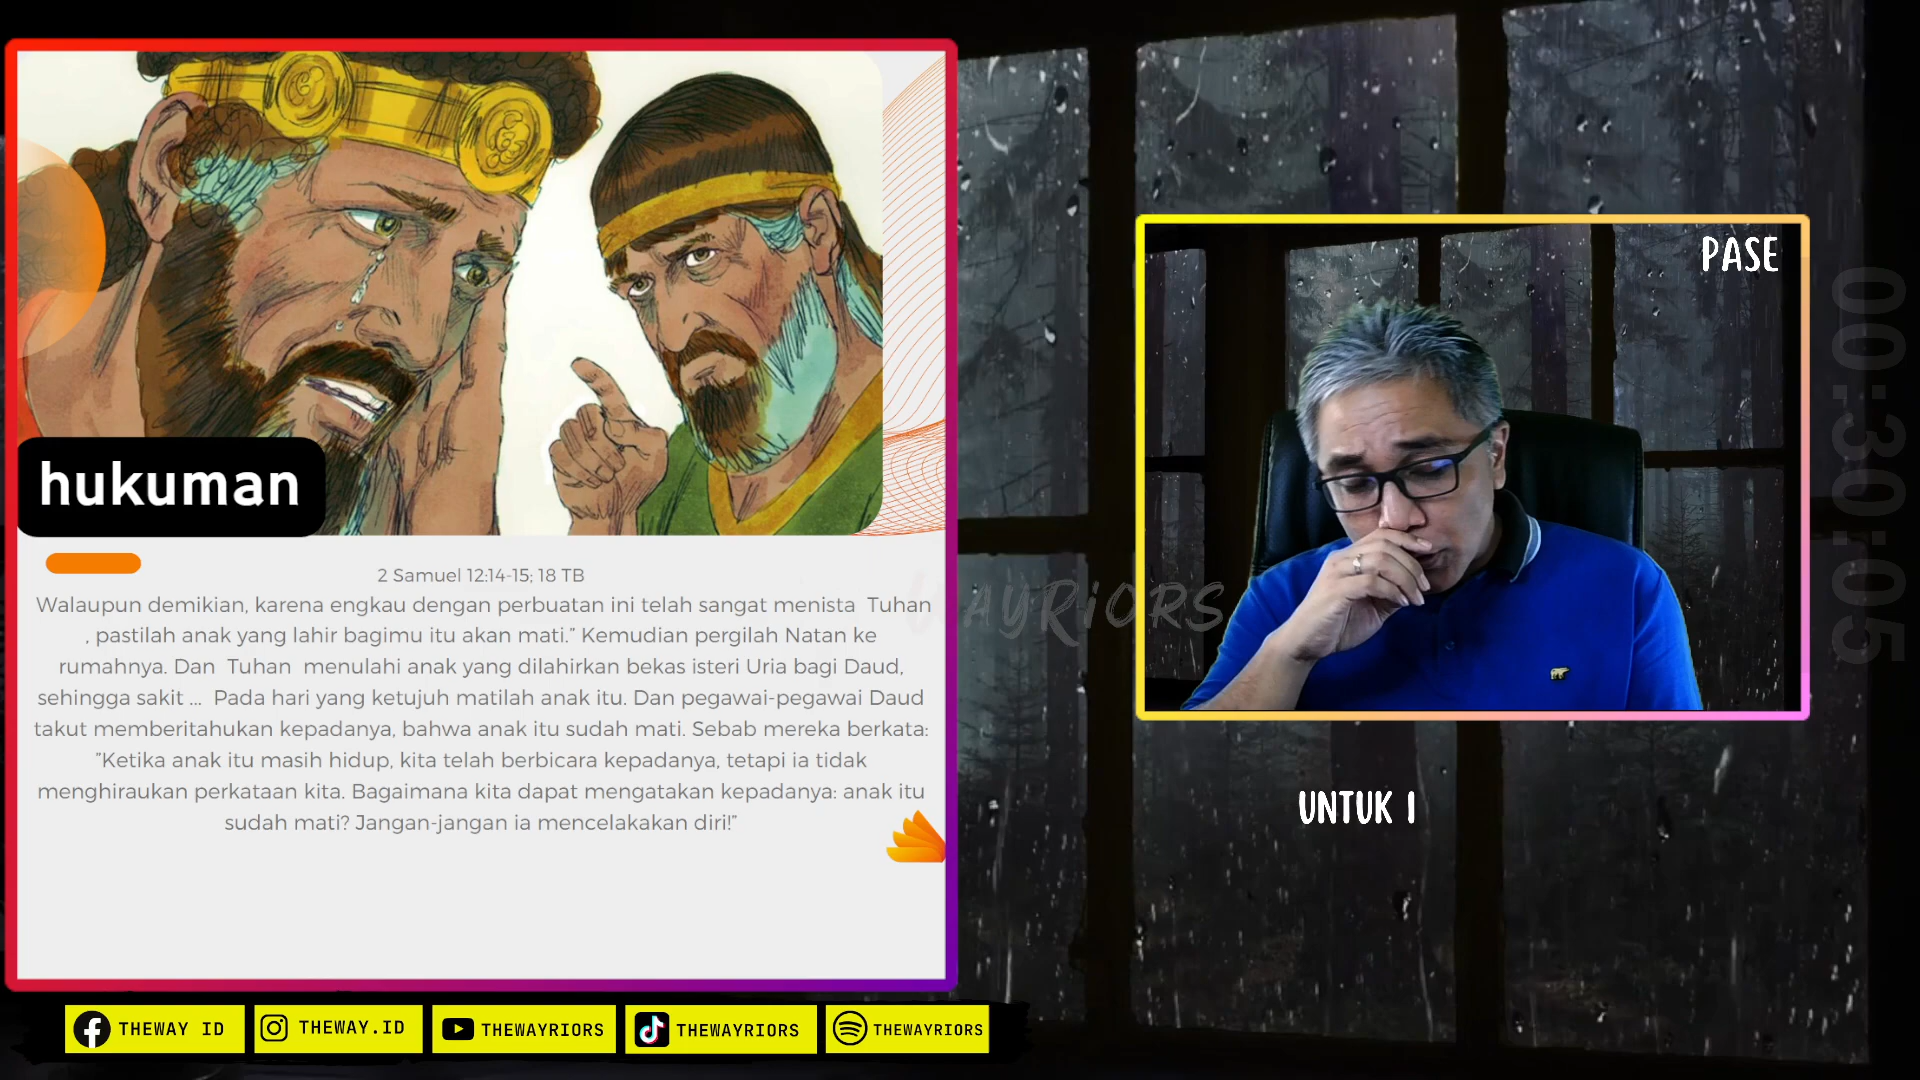 hukuman
2 Samuel 12:14-15; 18 TB
Walaupun demikian, karena engkau dengan perbuatan ini telah sangat menista Tuhan
, pastilah anak yang lahir bagimu itu akan mati.” Kemudian pergilah Natan ke
rumahnya. Dan Tuhan menulahi anak yang dilahirkan bekas isteri Uria bagi Daud,
sehingga sakit ... Pada hari yang ketujuh matilah anak itu. Dan pegawai-pegawai Daud
takut memberitahukan kepadanya, bahwa anak itu sudah mati. Sebab mereka berkata:
”Ketika anak itu masih hidup, kita telah berbicara kepadanya, tetapi ia tidak
menghiraukan perkataan kita. Bagaimana kita dapat mengatakan kepadanya: anak itu
sudah mati? Jangan-jangan ia mencelakakan diri!”
PASE
WAYRiORS
00:30:05
UNTUK I
THEWAY ID
THEWAY.ID
THEWAYRIORS
THEWAYRIORS
THEWAYRIORS